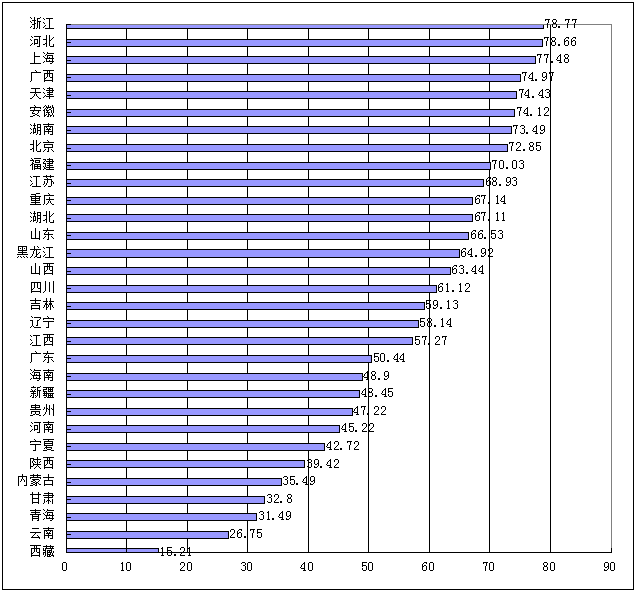 浙江 78.77
河北 78.66
上海 77.48
广西 74.97
天津 74.43
安徽 74.12
湖南 73.49
北京 72.85
福建 70.03
江苏 68.93
重庆 67.14
湖北 67.11
山东 66.53
黑龙江 64.92
山西 63.44
四川 61.12
吉林 59.13
辽宁 58.14
江西 57.27
广东 50.44
海南 48.9
新疆 48.45
贵州 47.22
河南 45.22
宁夏 42.72
陕西 39.42
内蒙古 35.49
甘肃 32.8
青海 31.49
云南 26.75
西藏 15.21
0 10 20 30 40 50 60 70 80 90